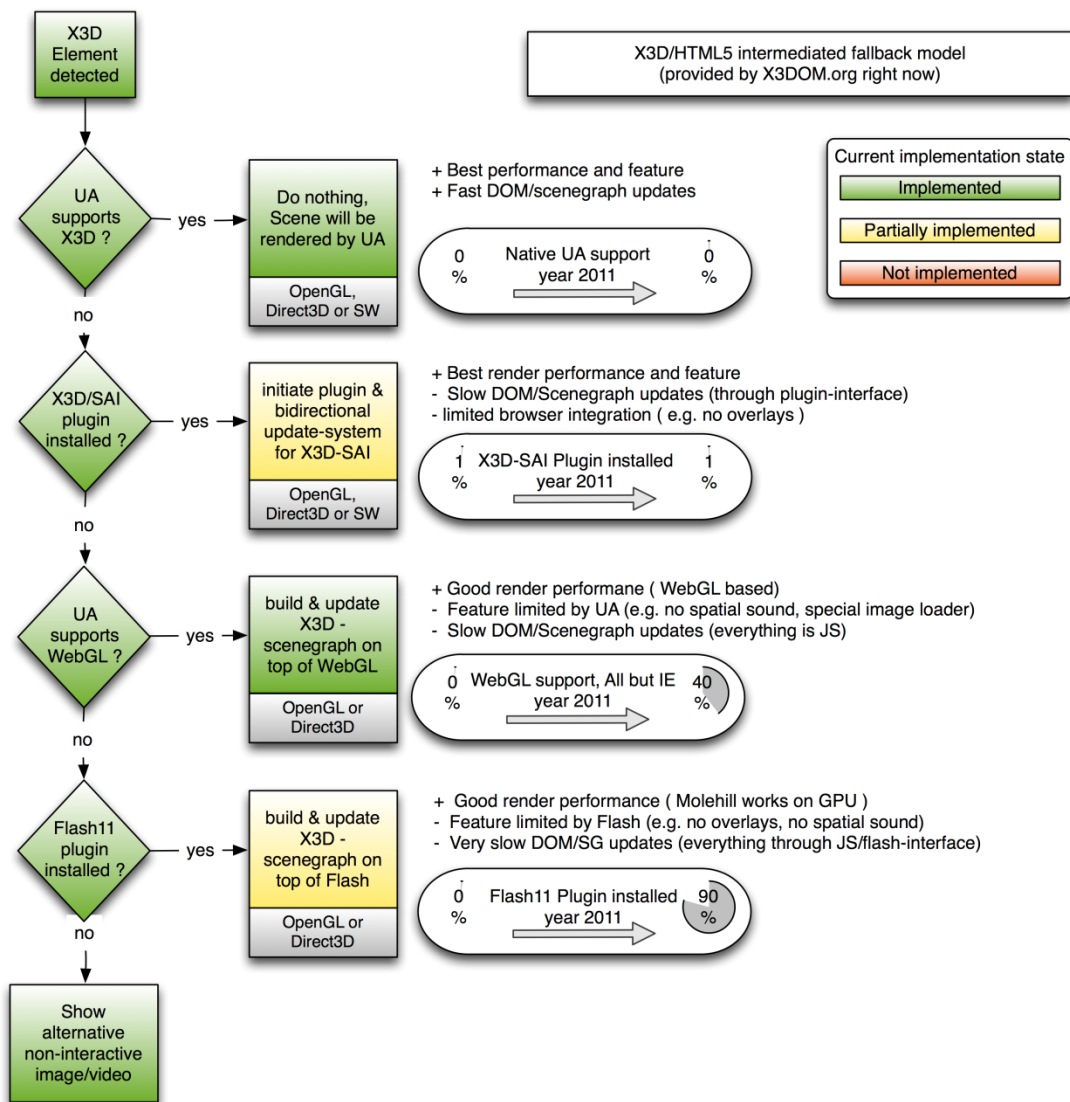 X3D
Element
detected
X3D/HTML5 intermediated fallback model
(provided by X3DOM.org right now)
Current implementation state
Implemented
Partially implemented
Not implemented
UA
supports
X3D ?
yes
no
Do nothing,
Scene will be
rendered by UA
OpenGL,
Direct3D or SW
+ Best performance and feature
+ Fast DOM/scenegraph updates
0
%
Native UA support
year 2011
0
%
X3D/SAI
plugin
installed ?
yes
no
initiate plugin &
bidirectional
update-system
for X3D-SAI
OpenGL,
Direct3D or SW
+ Best render performance and feature
- Slow DOM/Scenegraph updates (through plugin-interface)
- limited browser integration ( e.g. no overlays )
1
%
X3D-SAI Plugin installed
year 2011
1
%
UA
supports
WebGL ?
yes
no
build & update
X3D -
scenegraph on
top of WebGL
OpenGL or
Direct3D
+ Good render performane ( WebGL based)
- Feature limited by UA (e.g. no spatial sound, special image loader)
- Slow DOM/Scenegraph updates (everything is JS)
0
%
WebGL support, All but IE
year 2011
40
%
Flash11
plugin
installed ?
yes
no
build & update
X3D -
scenegraph on
top of Flash
OpenGL or
Direct3D
+ Good render performance ( Molehill works on GPU )
- Feature limited by Flash (e.g. no overlays, no spatial sound)
- Very slow DOM/SG updates (everything through JS/flash-interface)
0
%
Flash11 Plugin installed
year 2011
90
%
Show
alternative
non-interactive
image/video